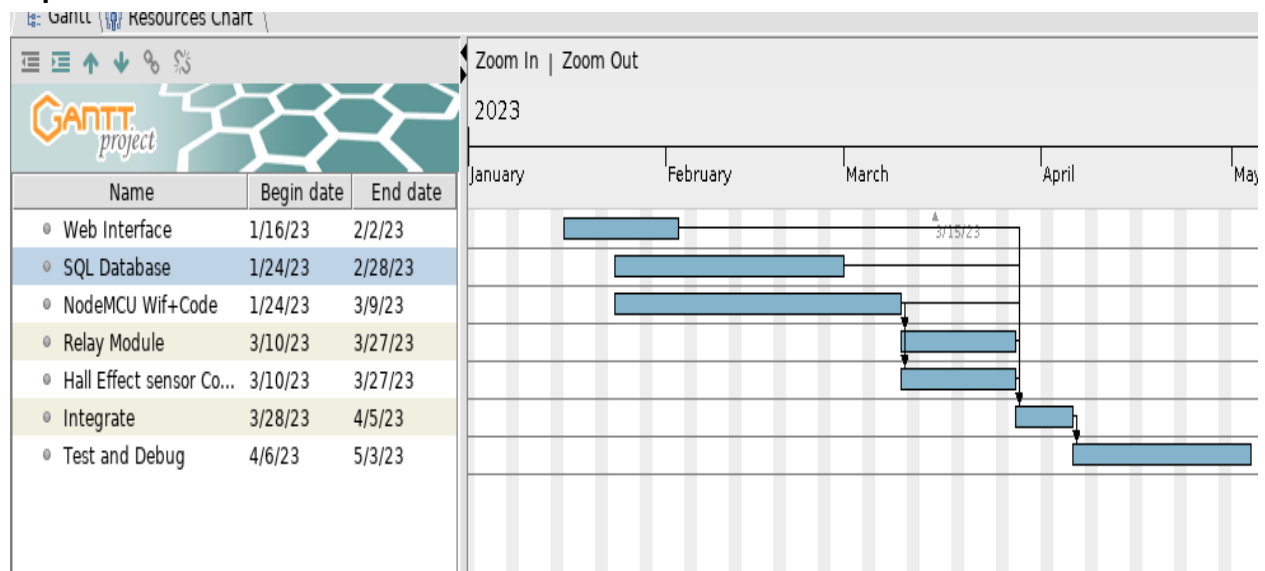 Gantt Resources Chart
Zoom In | Zoom Out
GANTT project
2023
January February March April May
Name Begin date End date
Web Interface 1/16/23 2/2/23
3/15/23
SQL Database 1/24/23 2/28/23
NodeMCU Wif+Code 1/24/23 3/9/23
Relay Module 3/10/23 3/27/23
Hall Effect sensor Co... 3/10/23 3/27/23
Integrate 3/28/23 4/5/23
Test and Debug 4/6/23 5/3/23